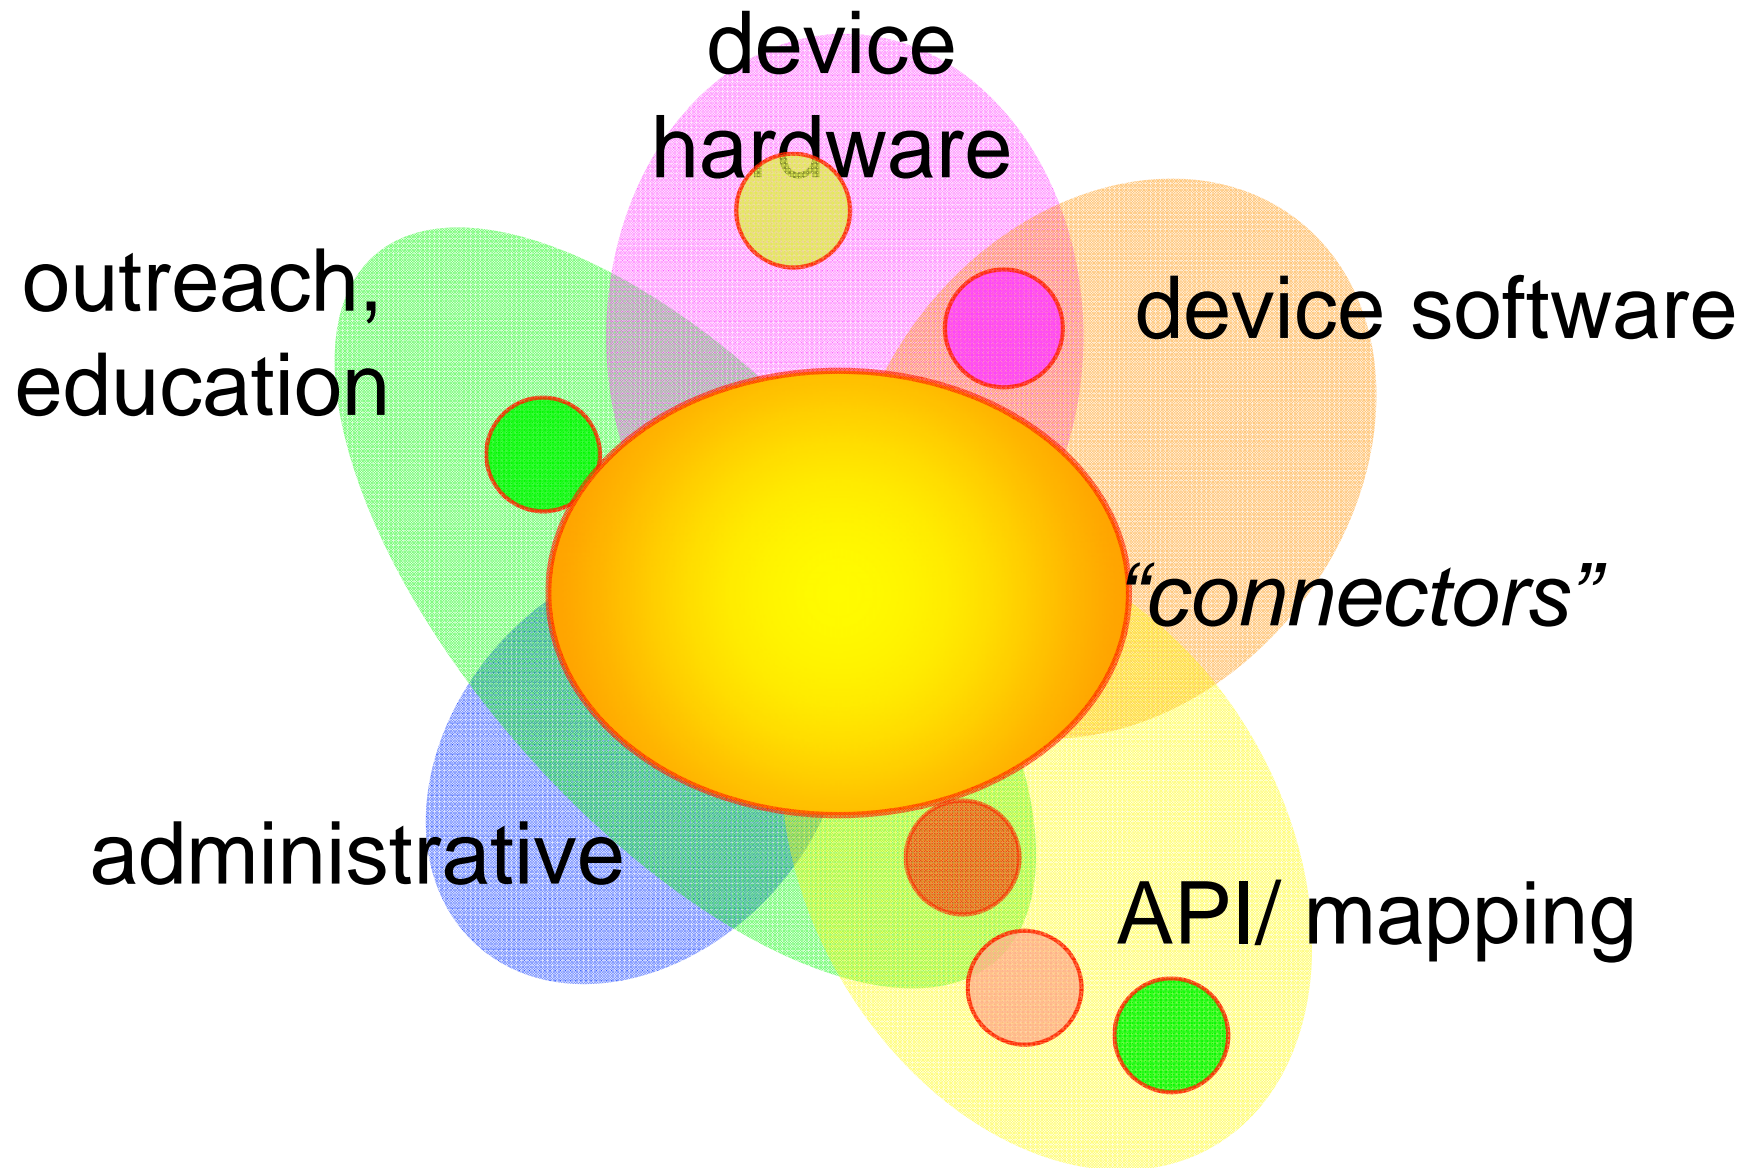 device
hardware
outreach,
education
device software
“connectors”
administrative
API/ mapping